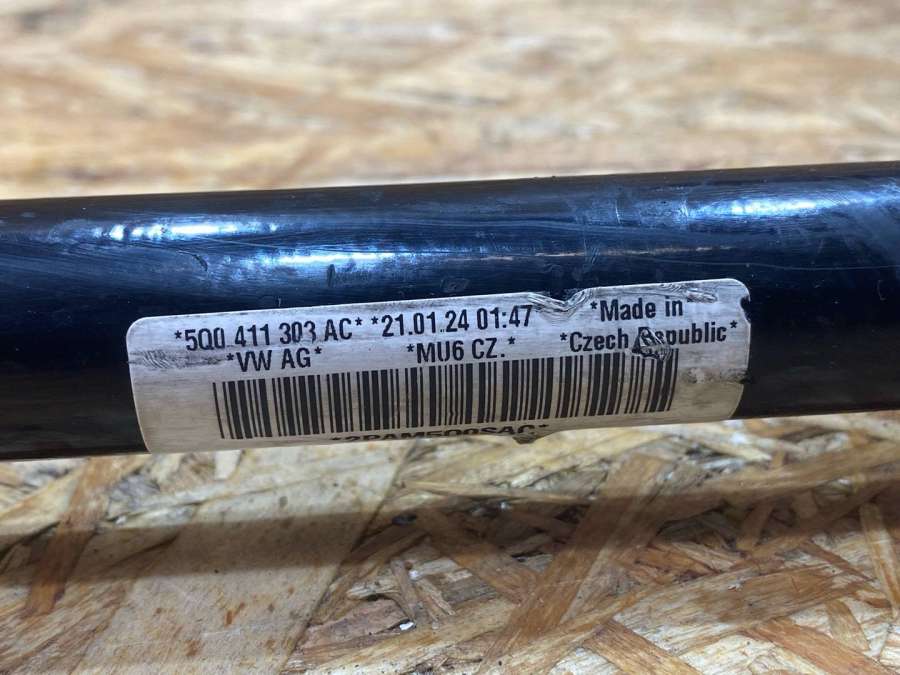 *5Q0 411 303 AC* *21.01.24 01:47 *Made in
*VW AG* *MU6 CZ.* *Czech Republic*